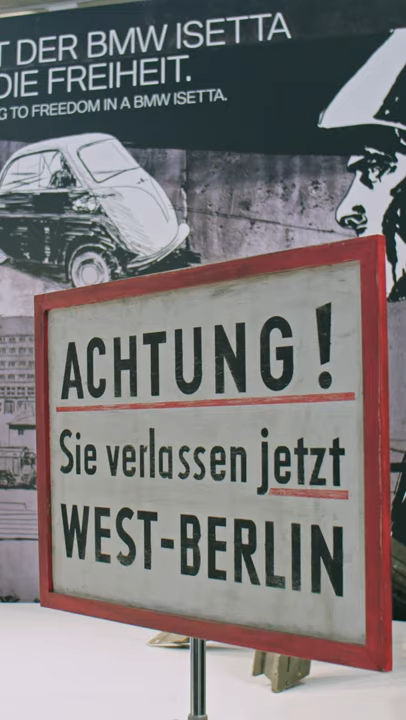 T DER BMW ISETTA
DIE FREIHEIT.
G TO FREEDOM IN A BMW ISETTA.
ACHTUNG!
Sie verlassen jetzt
WEST-BERLIN